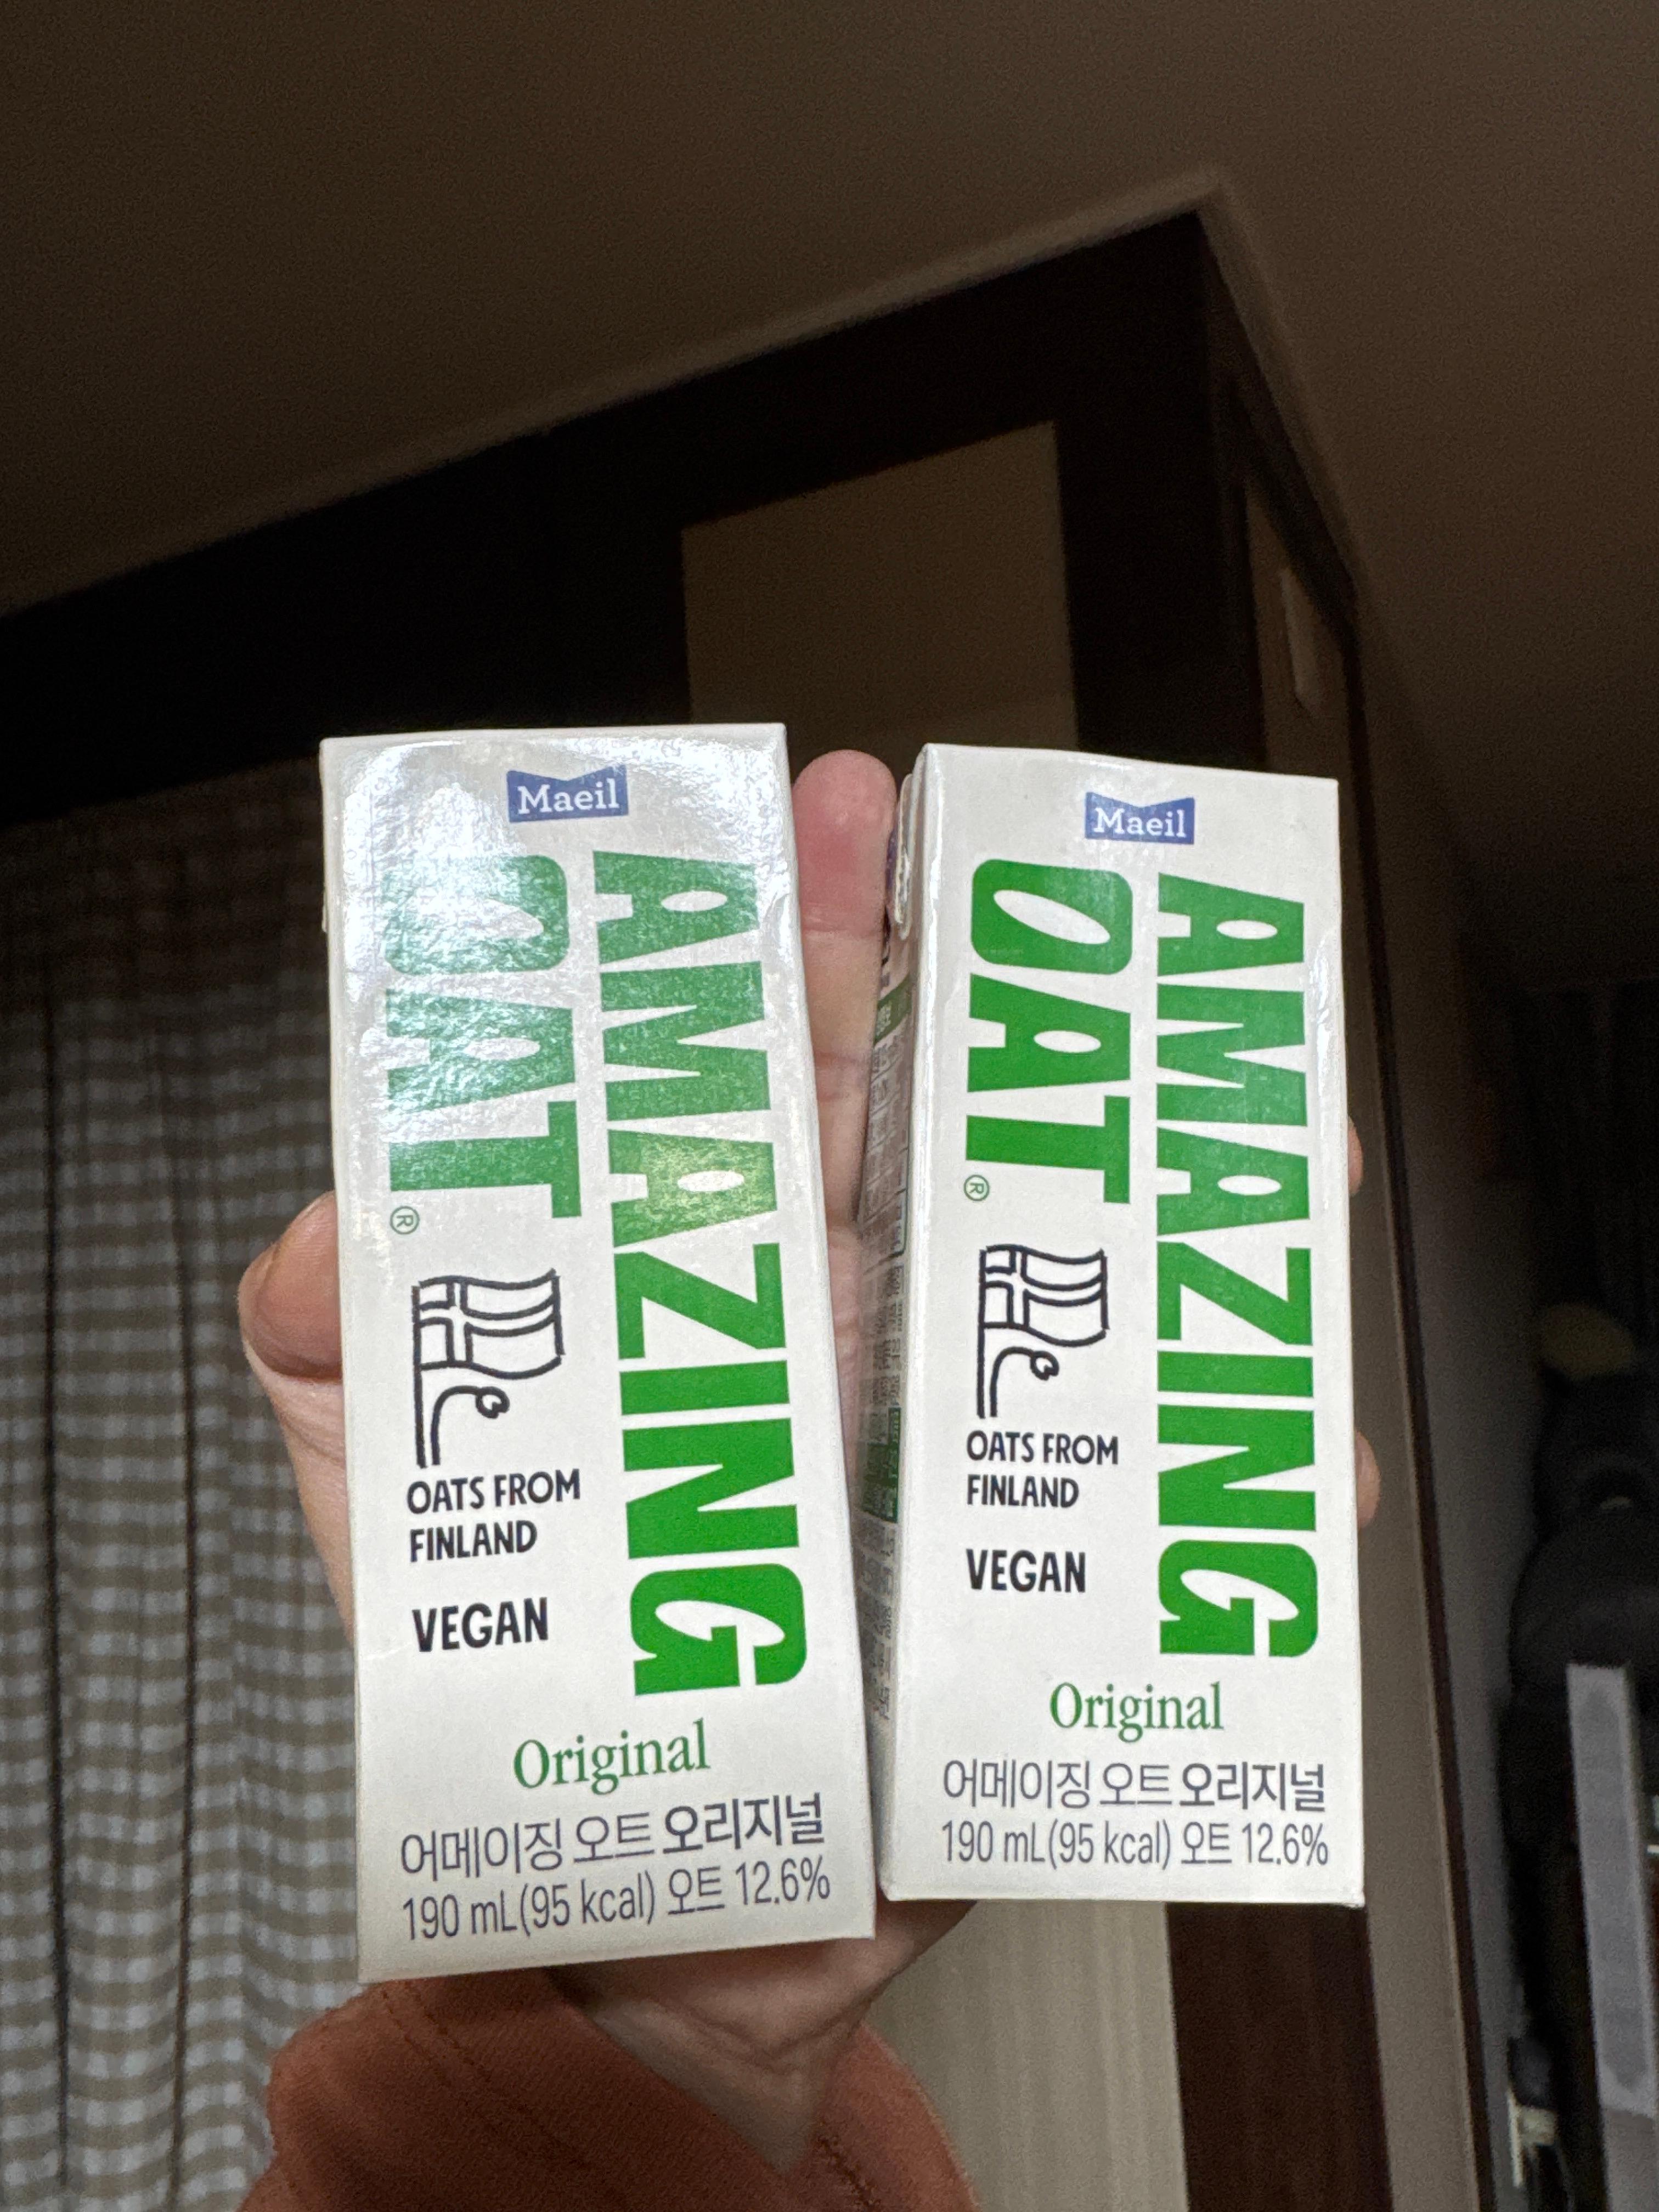 Maeil
AMAZING
OAT®
OATS FROM
FINLAND
VEGAN
Original
어메이징 오트 오리지널
190 mL(95 kcal) 오트 12.6%
Maeil
AMAZING
OAT®
OATS FROM
FINLAND
VEGAN
Original
어메이징 오트 오리지널
190 mL(95 kcal) 오트 12.6%